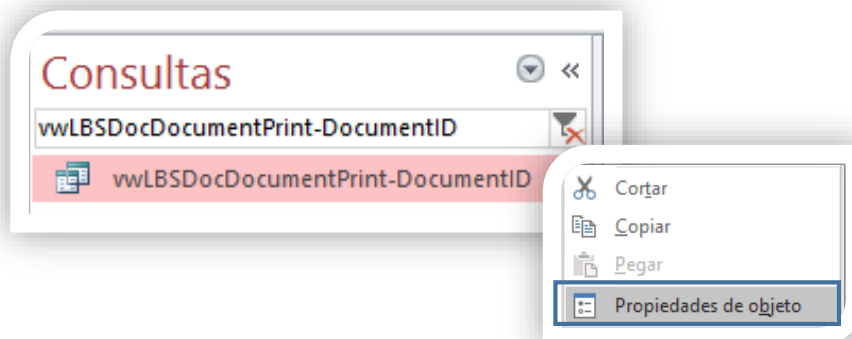 Consultas
vwLBSDocDocumentPrint-DocumentID
vwLBSDocDocumentPrint-DocumentID
Cortar
Copiar
Pegar
Propiedades de objeto